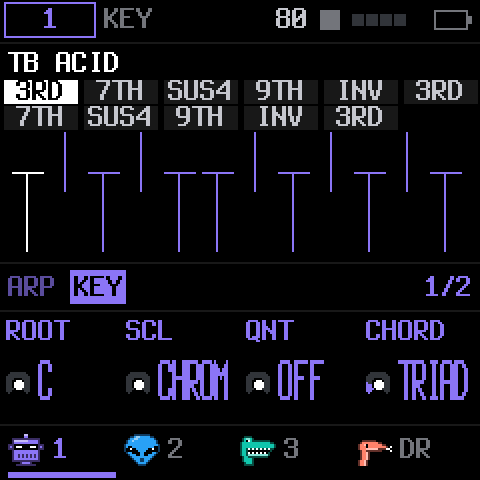 1 KEY 80
TB ACID
3RD 7TH SUS4 9TH INV 3RD
7TH SUS4 9TH INV 3RD
ARP KEY 1/2
ROOT SCL QNT CHORD
C CHROM OFF TRIAD
1 2 3 DR